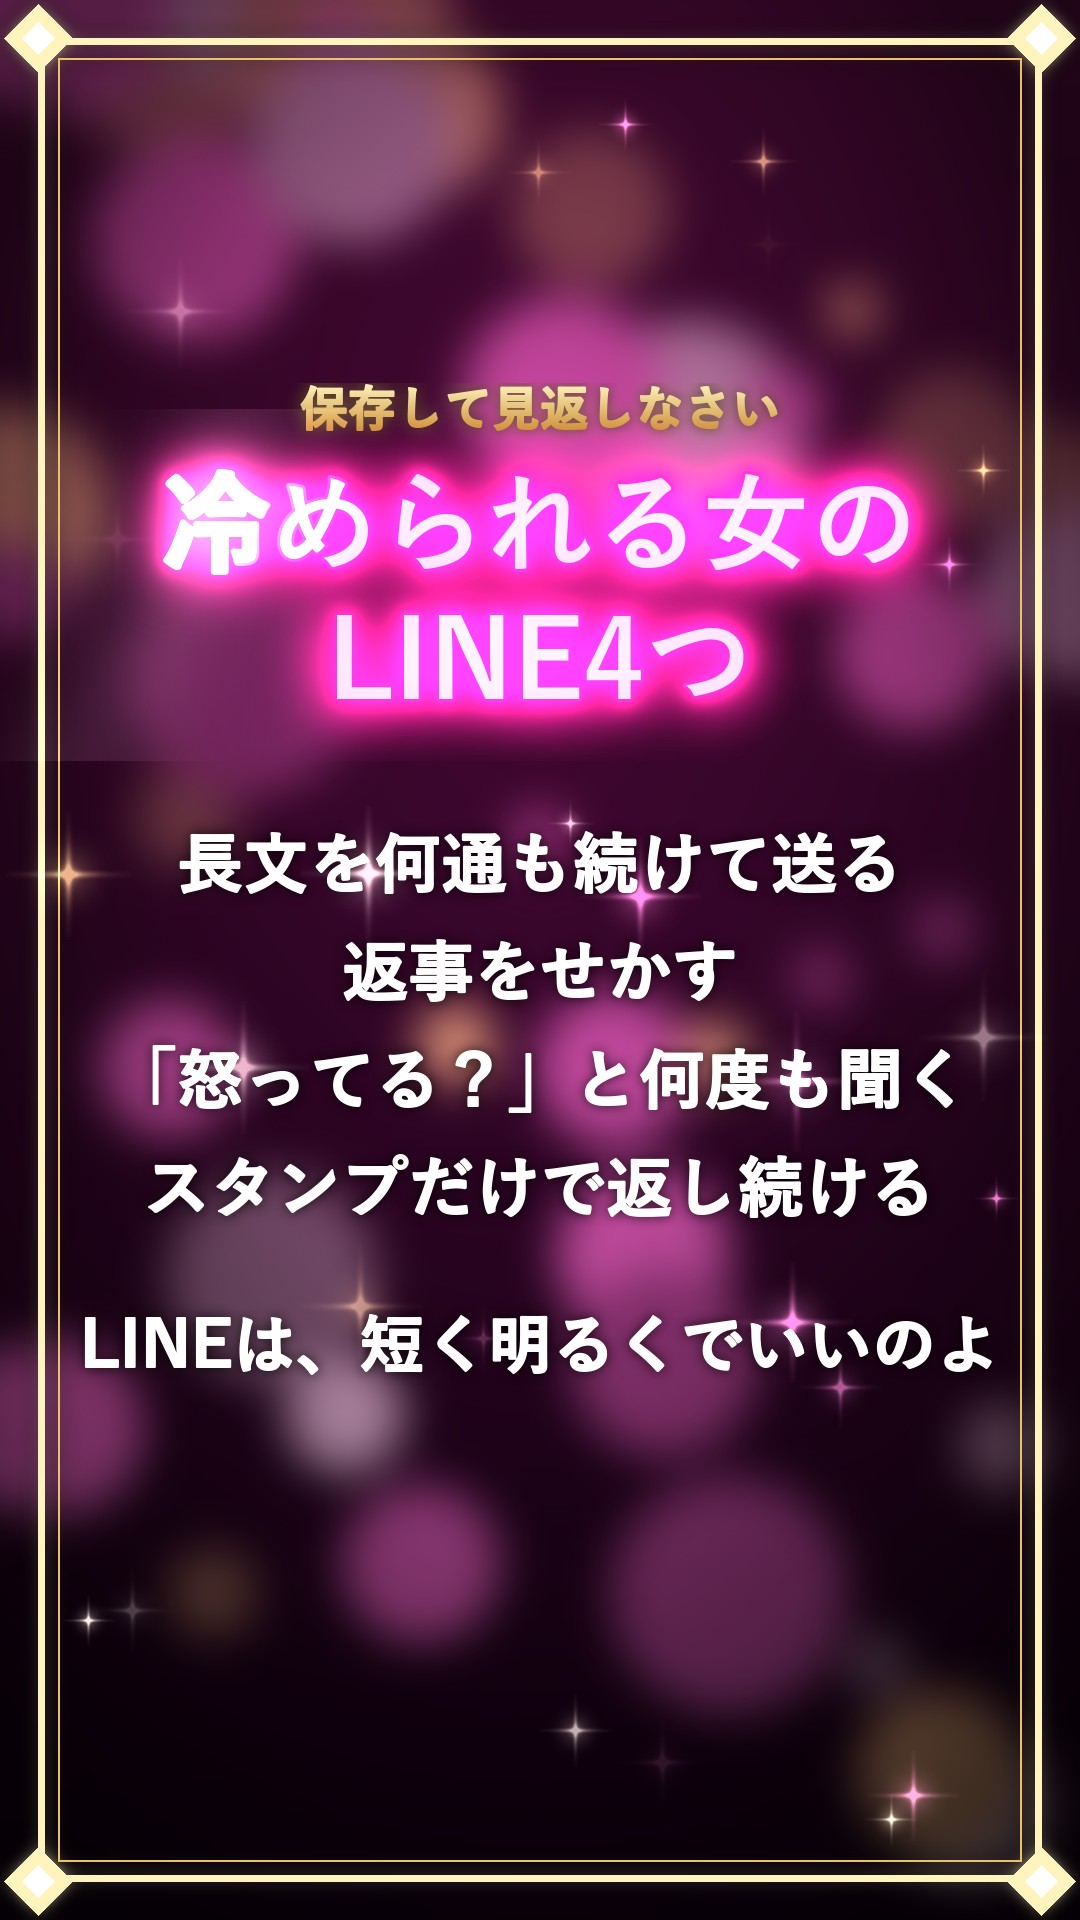 保存して見返しなさい
冷められる女の
LINE4つ
長文を何通も続けて送る
返事をせかす
「怒ってる？」と何度も聞く
スタンプだけで返し続ける
LINEは、短く明るくでいいのよ